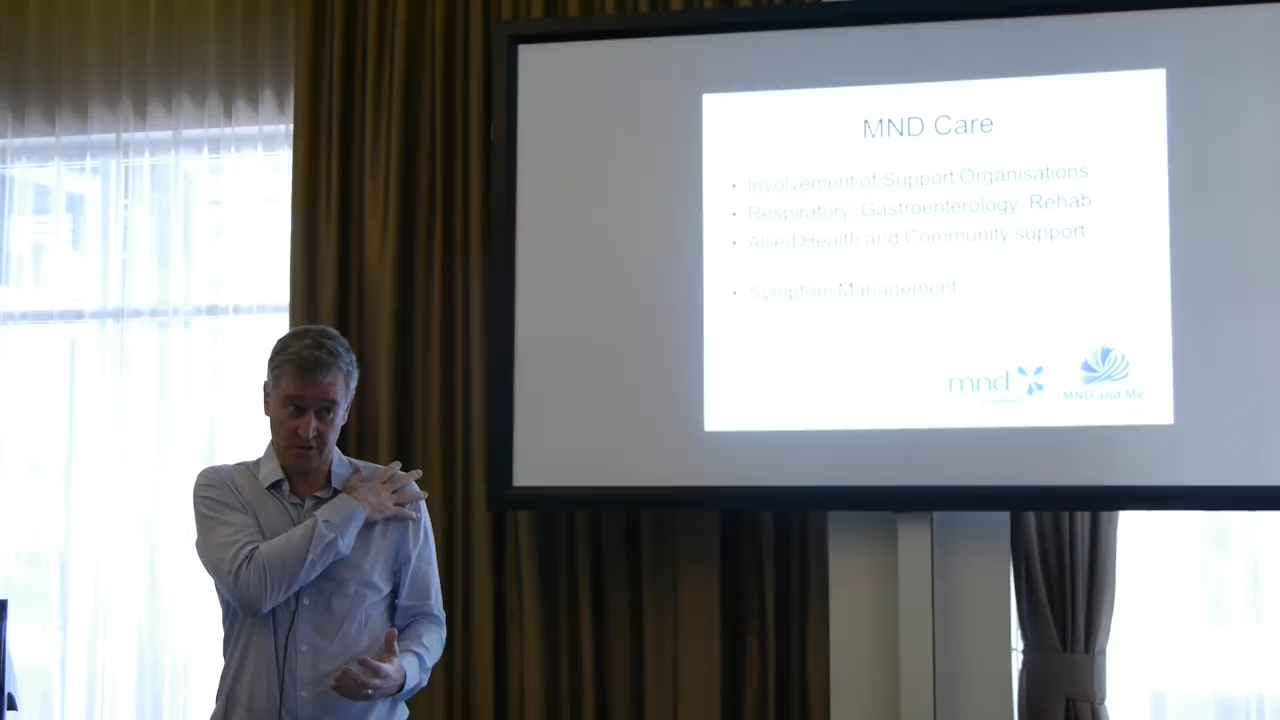 MND Care
• Involvement of Support Organisations
• Respiratory, Gastroenterology, Rehab
• Allied Health and Community support
• Symptom Management
mnd
MND and Me